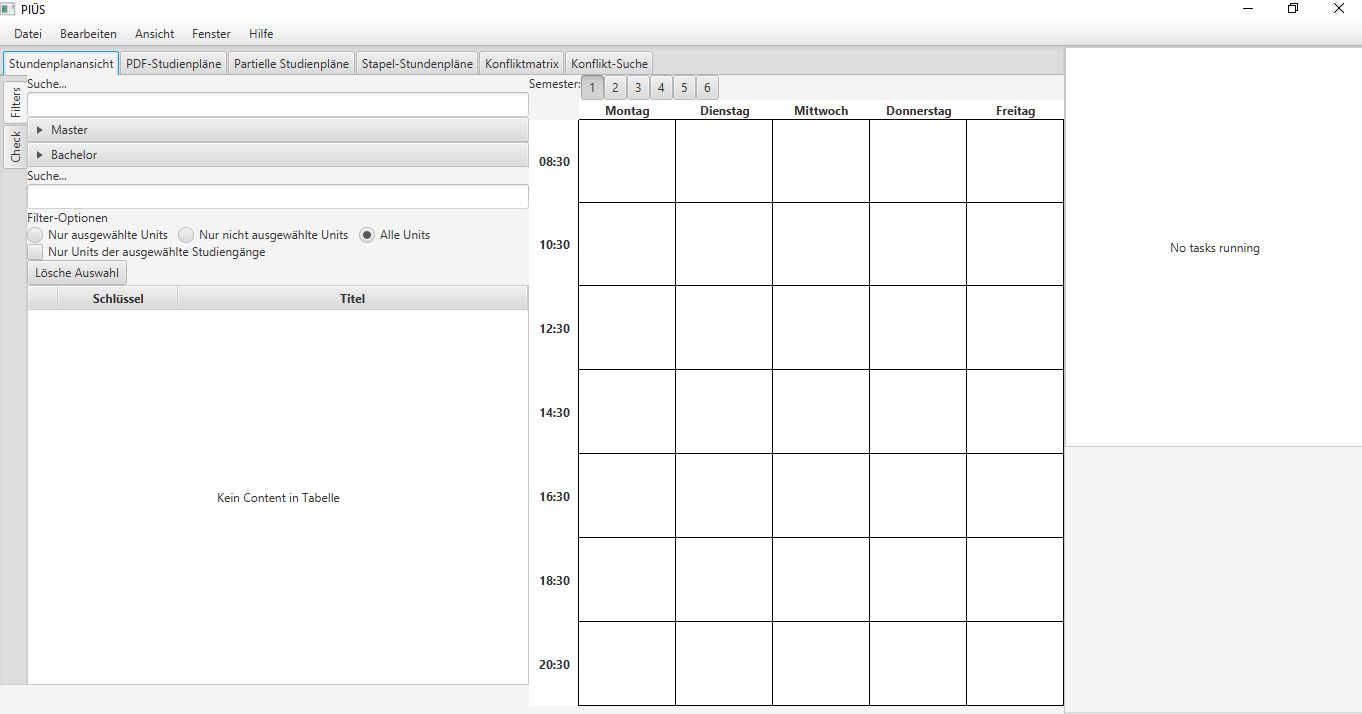 PIÜS
Datei Bearbeiten Ansicht Fenster Hilfe
Stundenplanansicht PDF-Studienpläne Partielle Studienpläne Stapel-Stundenpläne Konfliktmatrix Konflikt-Suche
Filters
Check
Suche...
Master
Bachelor
Suche...
Filter-Optionen
Nur ausgewählte Units Nur nicht ausgewählte Units Alle Units
Nur Units der ausgewählte Studiengänge
Lösche Auswahl
Schlüssel Titel
Kein Content in Tabelle
Semester: 1 2 3 4 5 6
Montag Dienstag Mittwoch Donnerstag Freitag
08:30
10:30
12:30
14:30
16:30
18:30
20:30
No tasks running